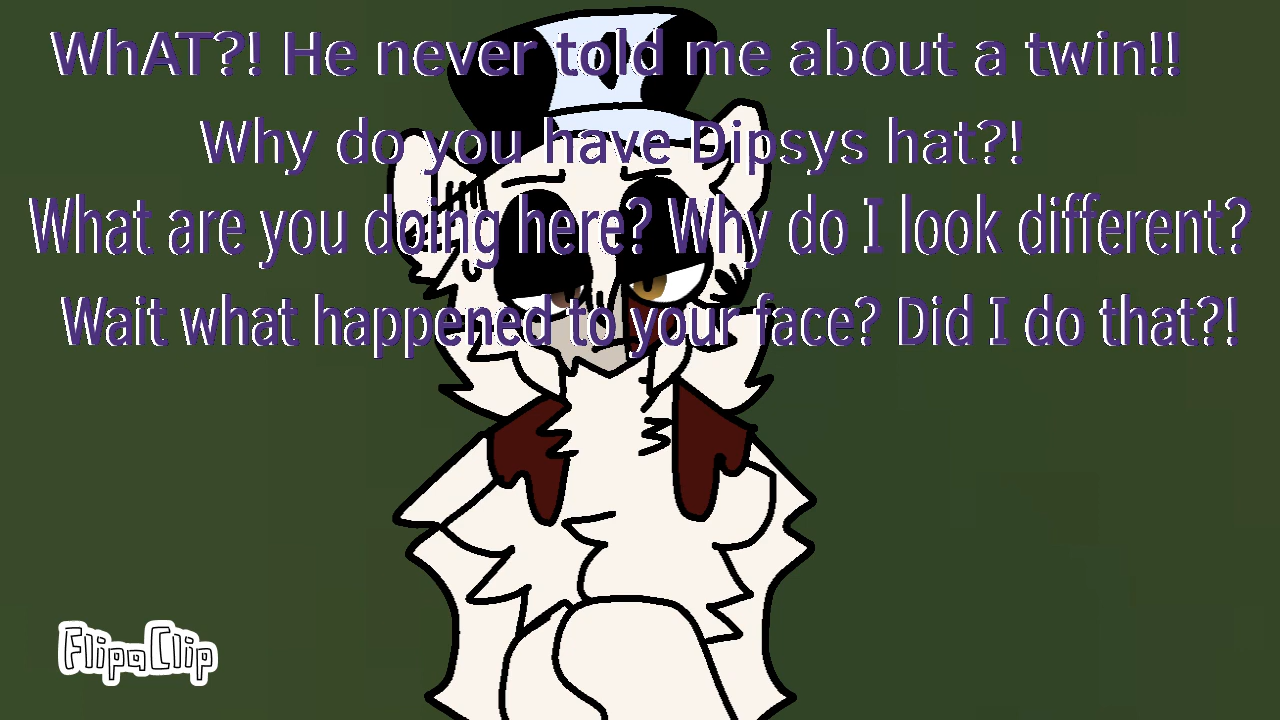 WhAT?! He never told me about a twin!!
Why do you have Dipsys hat?!
What are you doing here? Why do I look different?
Wait what happened to your face? Did I do that?!
FlipaClip